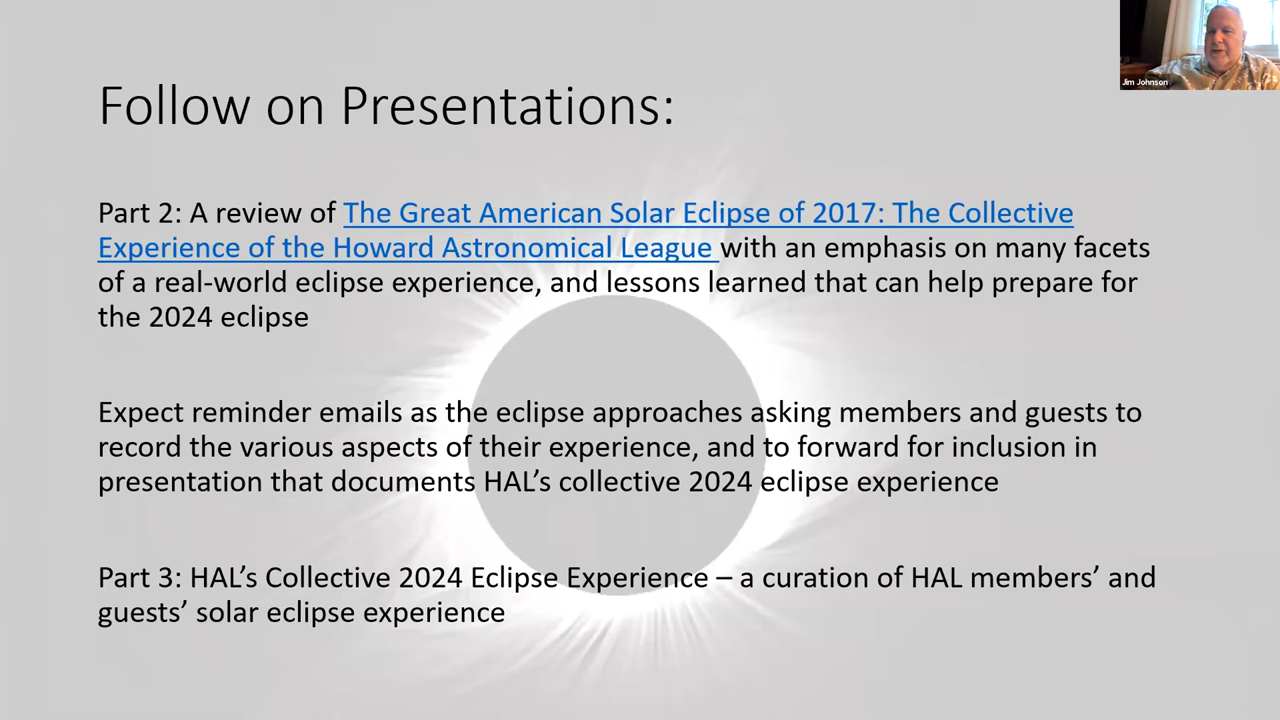 Jim Johnson
Follow on Presentations:
Part 2: A review of The Great American Solar Eclipse of 2017: The Collective
Experience of the Howard Astronomical League with an emphasis on many facets
of a real-world eclipse experience, and lessons learned that can help prepare for
the 2024 eclipse
Expect reminder emails as the eclipse approaches asking members and guests to
record the various aspects of their experience, and to forward for inclusion in
presentation that documents HAL’s collective 2024 eclipse experience
Part 3: HAL’s Collective 2024 Eclipse Experience – a curation of HAL members’ and
guests’ solar eclipse experience